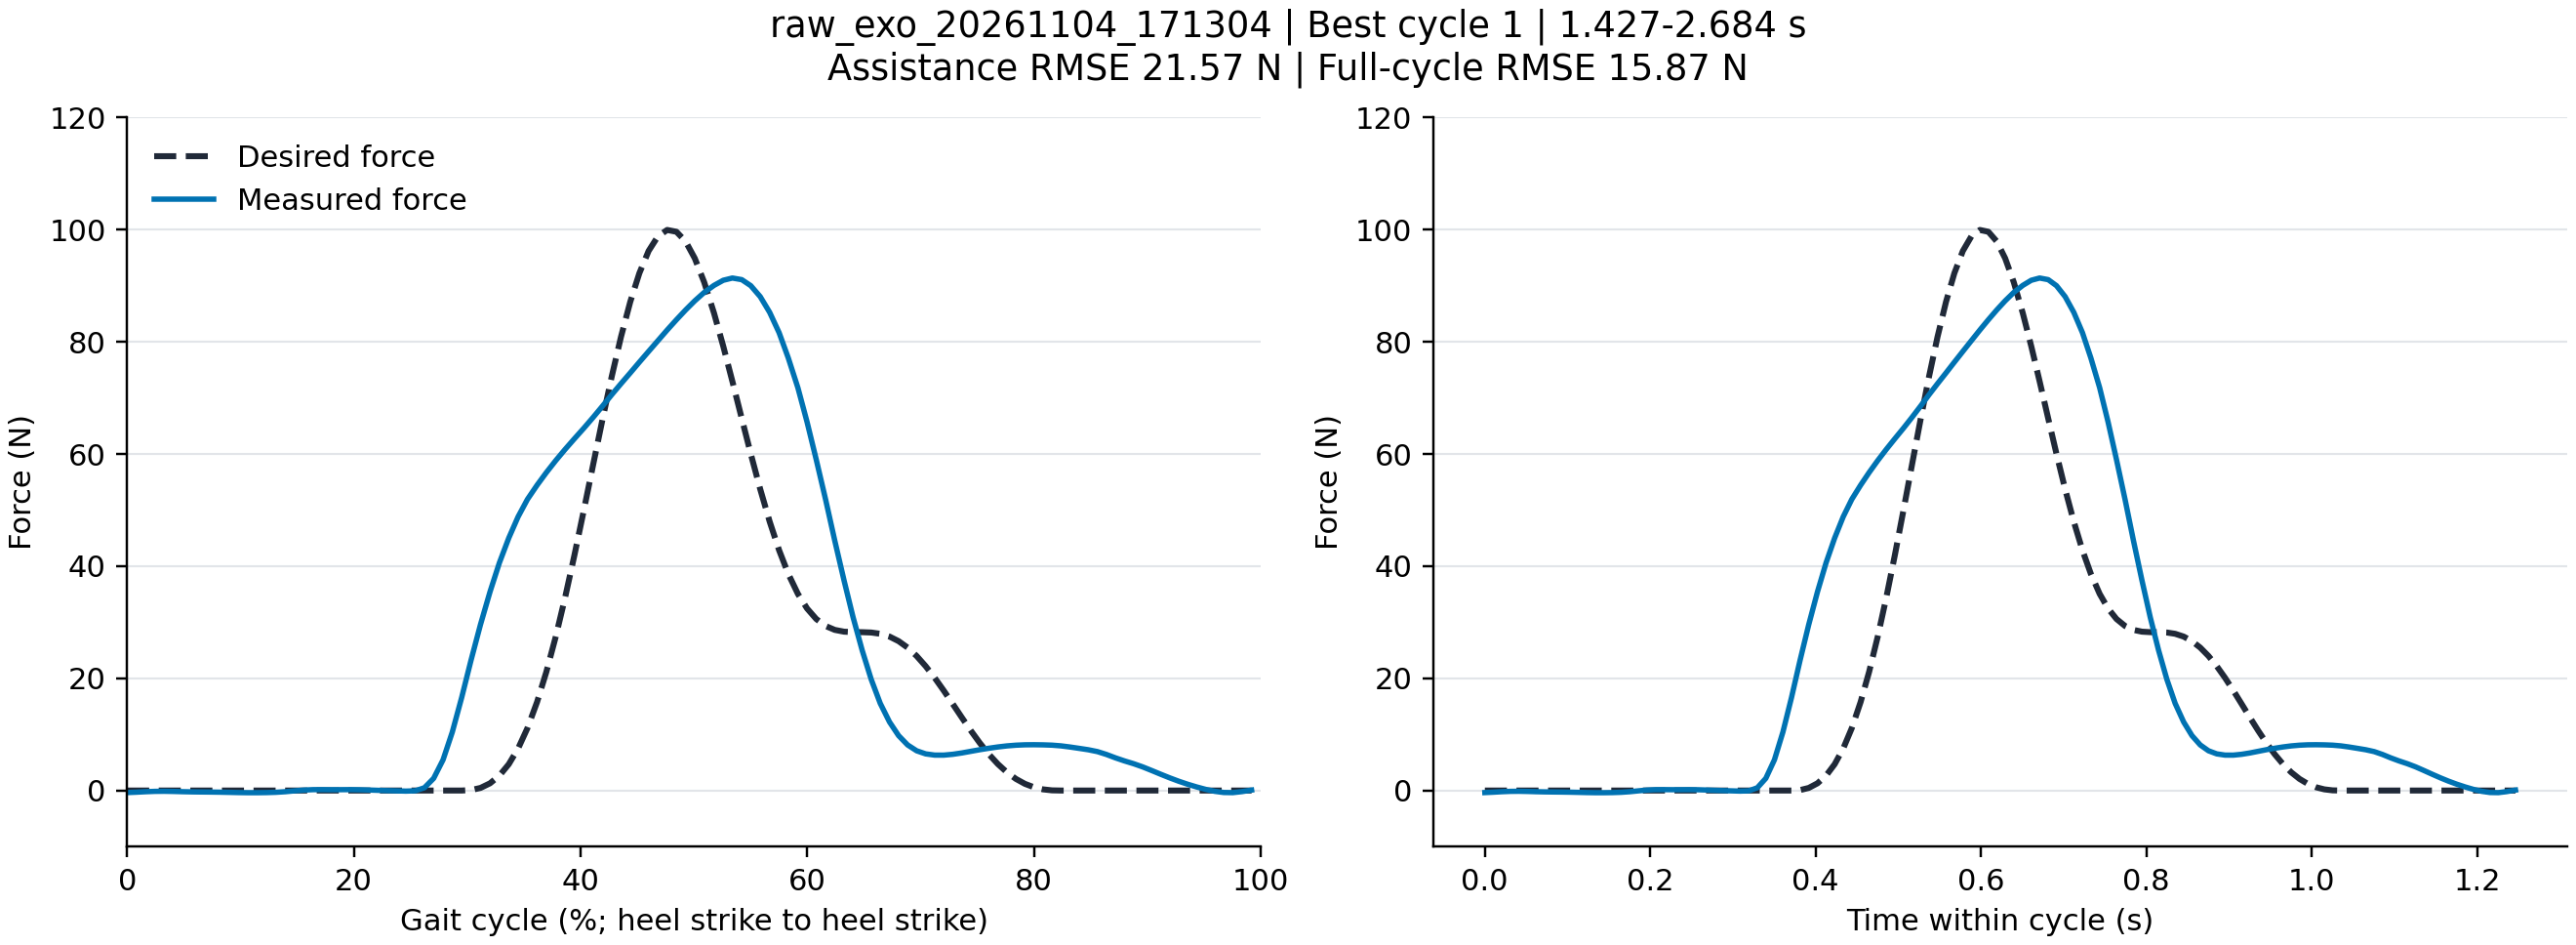 raw_exo_20261104_171304 | Best cycle 1 | 1.427-2.684 s
Assistance RMSE 21.57 N | Full-cycle RMSE 15.87 N
120
100
80
60
40
20
0
Force (N)
Desired force
Measured force
0 20 40 60 80 100
Gait cycle (%; heel strike to heel strike)
120
100
80
60
40
20
0
Force (N)
0.0 0.2 0.4 0.6 0.8 1.0 1.2
Time within cycle (s)